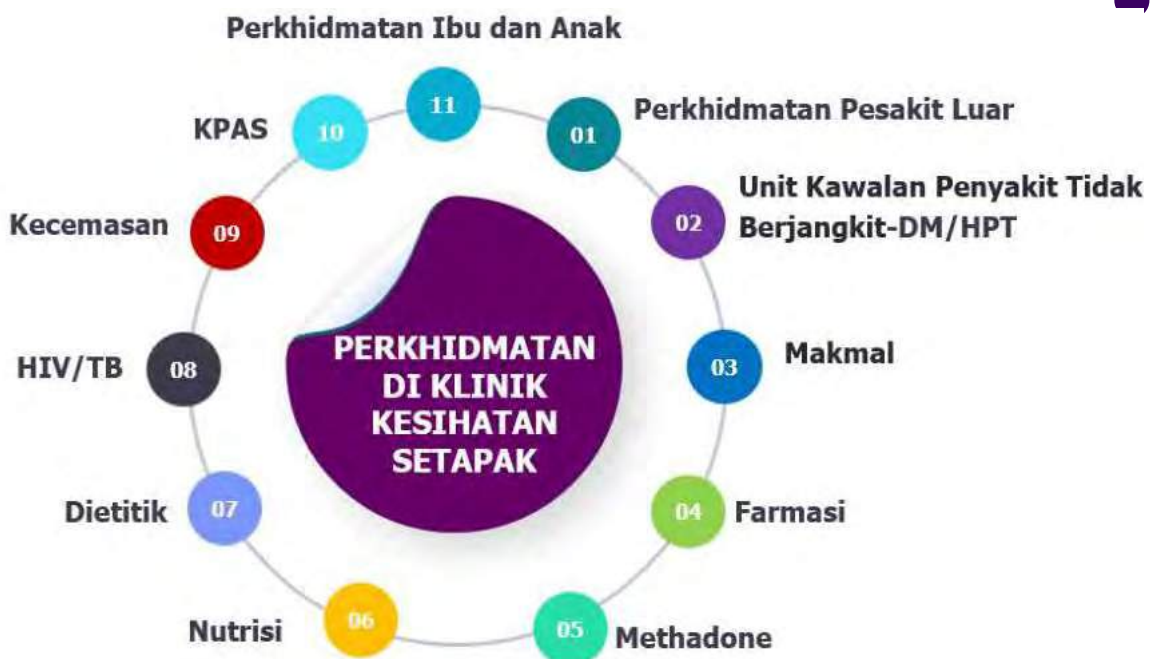 PERKHIDMATAN
DI KLINIK
KESIHATAN
SETAPAK
01
Perkhidmatan Pesakit Luar
02
Unit Kawalan Penyakit Tidak
Berjangkit-DM/HPT
03
Makmal
04
Farmasi
05
Methadone
06
Nutrisi
07
Dietitik
08
HIV/TB
09
Kecemasan
10
KPAS
11
Perkhidmatan Ibu dan Anak